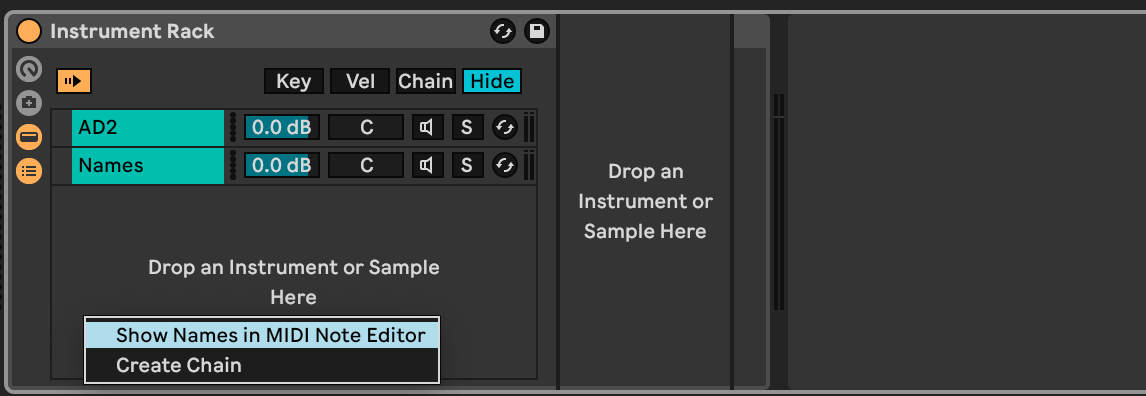 Instrument Rack
Key Vel Chain Hide
AD2 0.0 dB C S
Names 0.0 dB C S
Drop an Instrument or Sample
Here
Show Names in MIDI Note Editor
Create Chain
Drop an
Instrument or
Sample Here